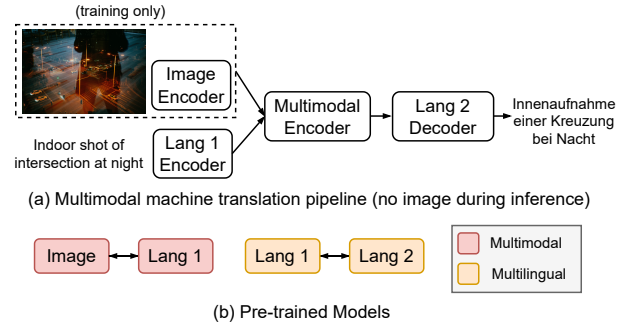 (training only)
Image
Encoder
Indoor shot of
intersection at night
Lang 1
Encoder
Multimodal
Encoder
Lang 2
Decoder
Innenaufnahme
einer Kreuzung
bei Nacht
(a) Multimodal machine translation pipeline (no image during inference)
Image
Lang 1
Lang 1
Lang 2
Multimodal
Multilingual
(b) Pre-trained Models